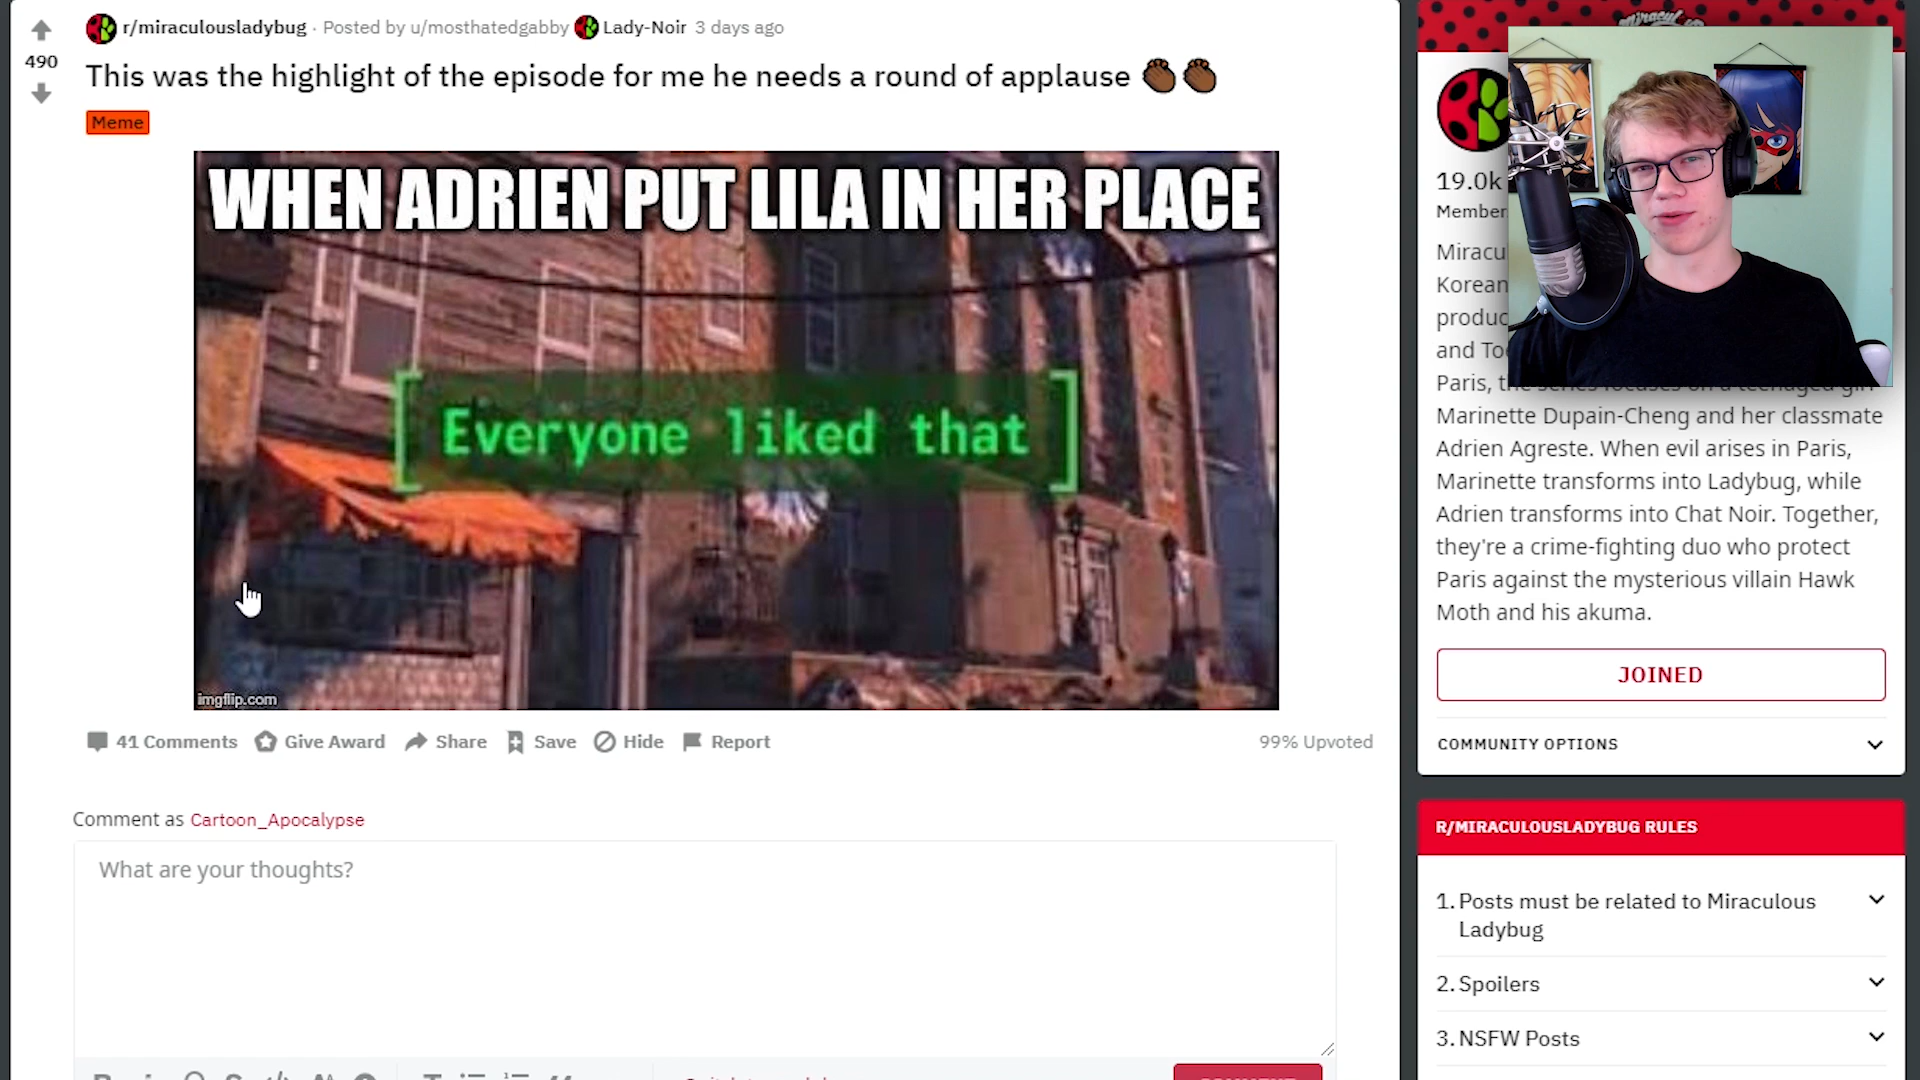 r/miraculousladybug · Posted by u/mosthatedgabby Lady-Noir 3 days ago
490
This was the highlight of the episode for me he needs a round of applause 👏🏾👏🏾
Meme
WHEN ADRIEN PUT LILA IN HER PLACE
[ Everyone liked that ]
imgflip.com
41 Comments Give Award Share Save Hide Report 99% Upvoted
Comment as Cartoon_Apocalypse
What are your thoughts?
19.0k
Member
Miracu
Korean
produc
and To
Paris, the series focuses on a teenaged girl
Marinette Dupain-Cheng and her classmate
Adrien Agreste. When evil arises in Paris,
Marinette transforms into Ladybug, while
Adrien transforms into Chat Noir. Together,
they're a crime-fighting duo who protect
Paris against the mysterious villain Hawk
Moth and his akuma.
JOINED
COMMUNITY OPTIONS
R/MIRACULOUSLADYBUG RULES
1. Posts must be related to Miraculous
Ladybug
2. Spoilers
3. NSFW Posts